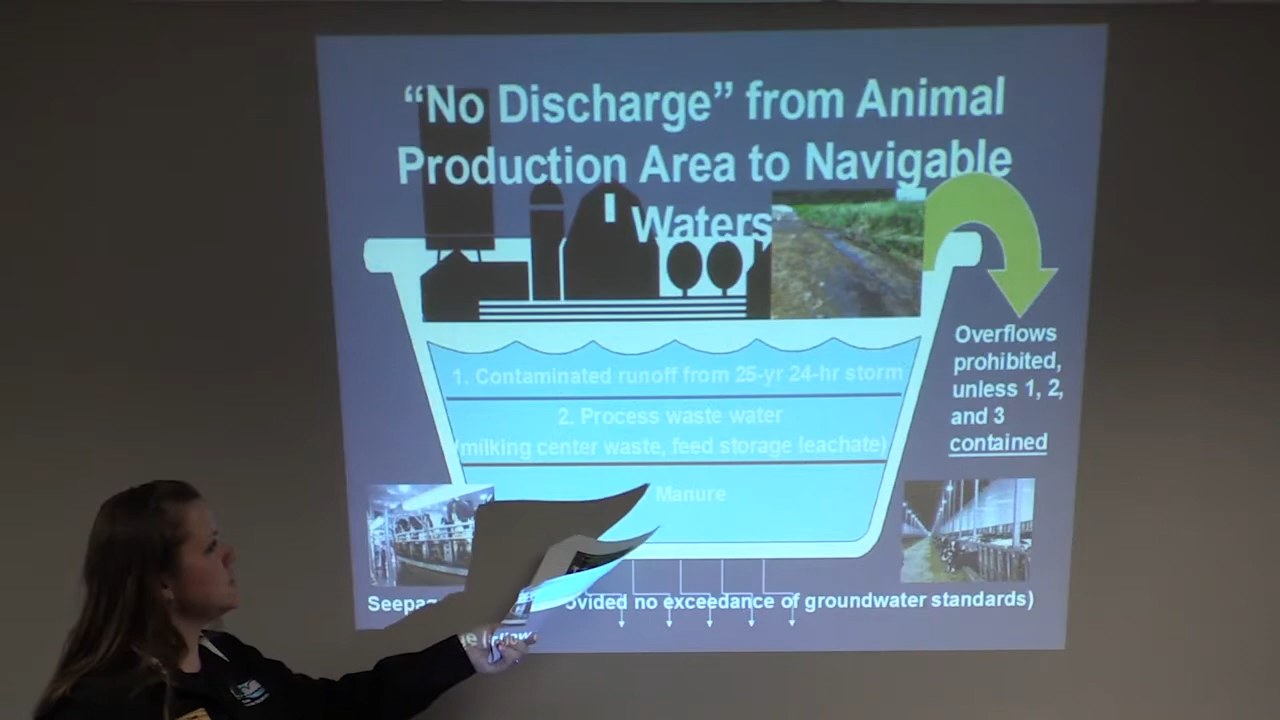 “No Discharge” from Animal
Production Area to Navigable
Waters
Overflows
prohibited,
unless 1, 2,
and 3
contained
1. Contaminated runoff from 25-yr 24-hr storm
2. Process waste water
(milking center waste, feed storage leachate)
Manure
provided no exceedance of groundwater standards)